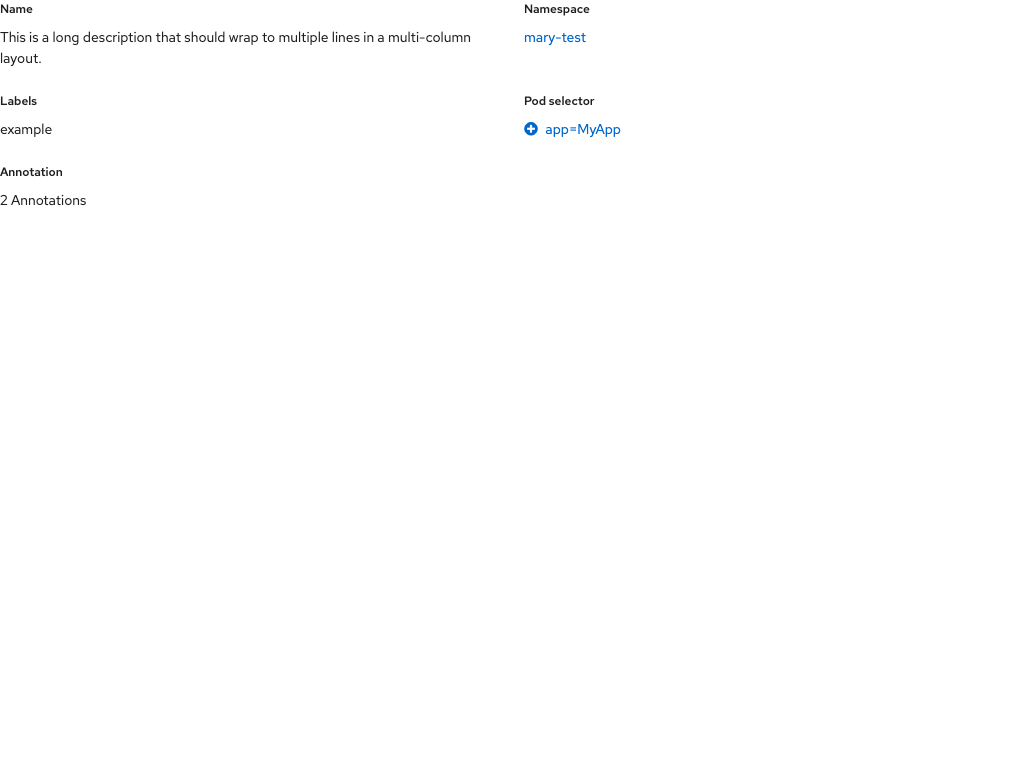 Name
This is a long description that should wrap to multiple lines in a multi-column
layout.
Namespace
mary-test
Labels
example
Pod selector
app=MyApp
Annotation
2 Annotations